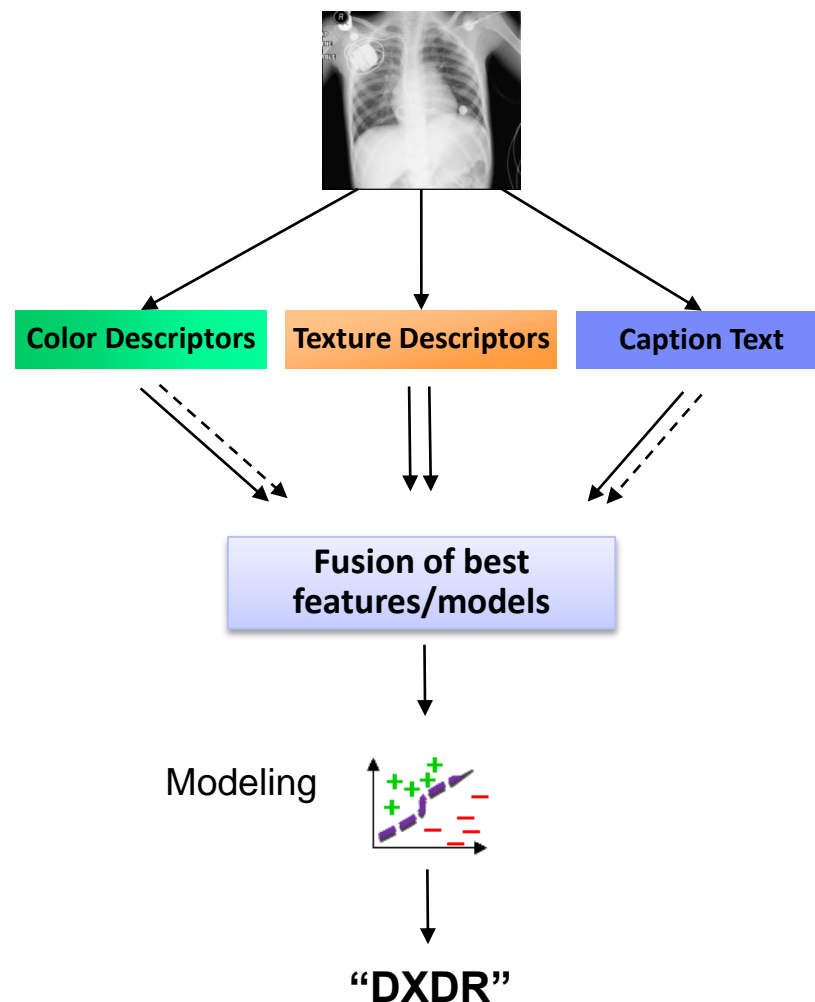 R
Color Descriptors
Texture Descriptors
Caption Text
Fusion of best
features/models
Modeling
“DXDR”